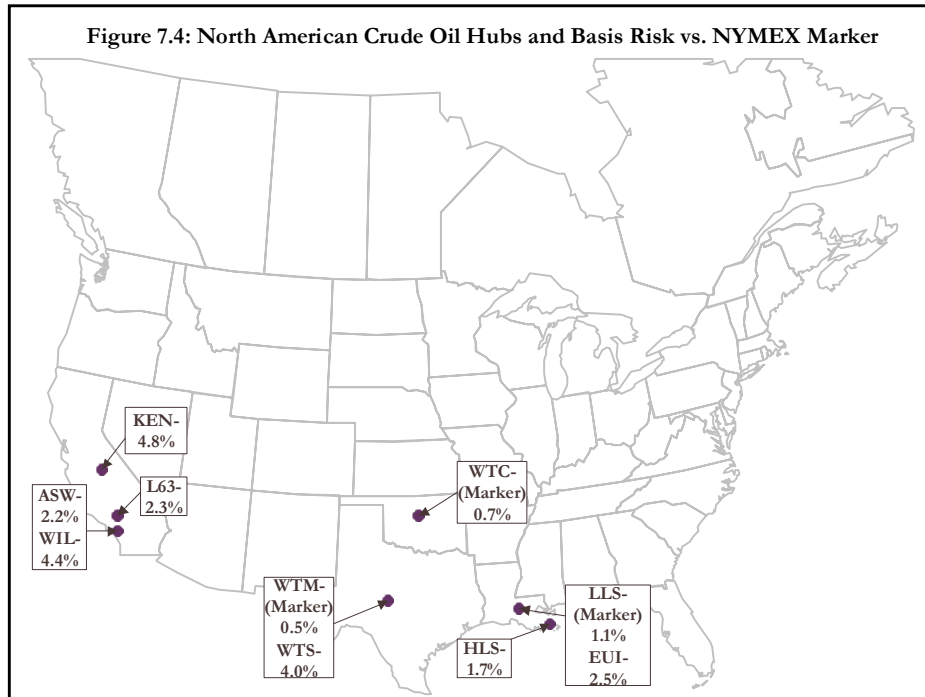 Figure 7.4: North American Crude Oil Hubs and Basis Risk vs. NYMEX Marker
KEN-
4.8%
L63-
2.3%
ASW-
2.2%
WIL-
4.4%
WTC-
(Marker)
0.7%
WTM-
(Marker)
0.5%
WTS-
4.0%
HLS-
1.7%
LLS-
(Marker)
1.1%
EUI-
2.5%